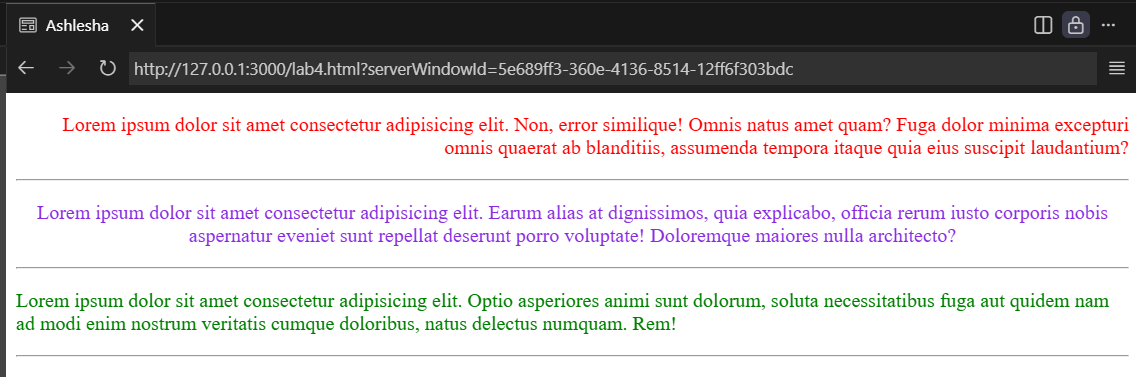 Ashlesha
http://127.0.0.1:3000/lab4.html?serverWindowId=5e689ff3-360e-4136-8514-12ff6f303bdc
Lorem ipsum dolor sit amet consectetur adipisicing elit. Non, error similique! Omnis natus amet quam? Fuga dolor minima excepturi
omnis quaerat ab blanditiis, assumenda tempora itaque quia eius suscipit laudantium?
Lorem ipsum dolor sit amet consectetur adipisicing elit. Earum alias at dignissimos, quia explicabo, officia rerum iusto corporis nobis
aspernatur eveniet sunt repellat deserunt porro voluptate! Doloremque maiores nulla architecto?
Lorem ipsum dolor sit amet consectetur adipisicing elit. Optio asperiores animi sunt dolorum, soluta necessitatibus fuga aut quidem nam
ad modi enim nostrum veritatis cumque doloribus, natus delectus numquam. Rem!